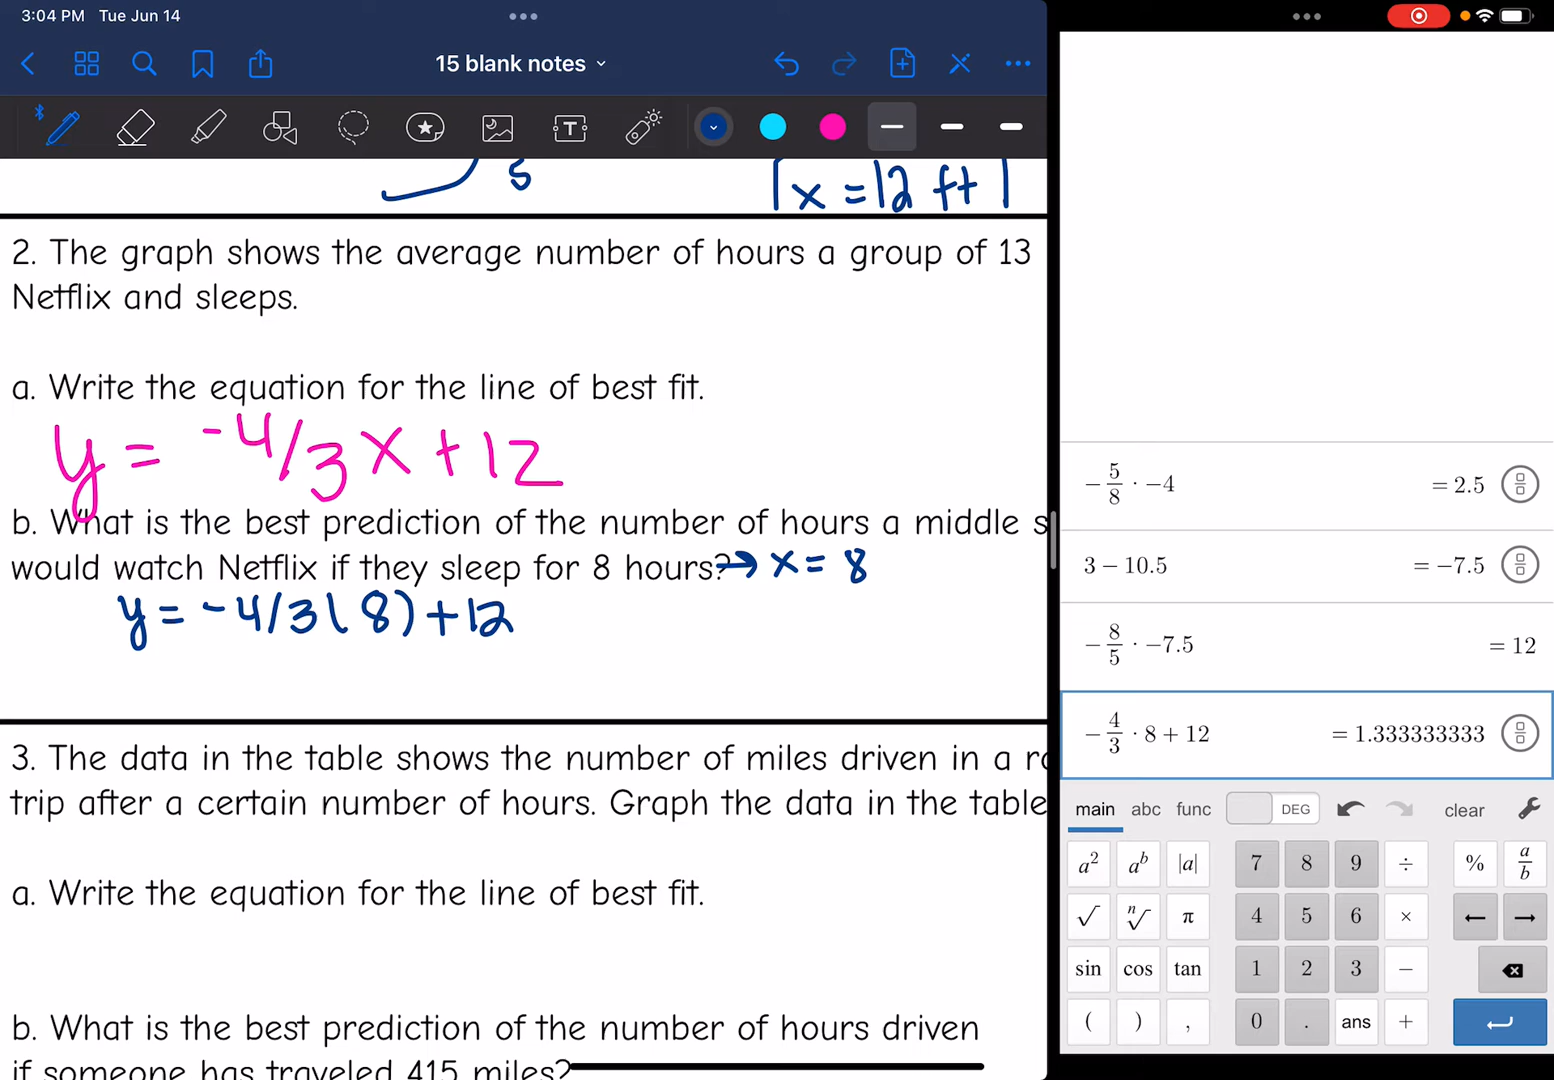 3:04 PM Tue Jun 14
15 blank notes
5
x = 12 ft
2. The graph shows the average number of hours a group of 13
Netflix and sleeps.
a. Write the equation for the line of best fit.
y = -4/3 x + 12
b. What is the best prediction of the number of hours a middle s
would watch Netflix if they sleep for 8 hours? → x = 8
y = -4/3 ( 8 ) + 12
3. The data in the table shows the number of miles driven in a ro
trip after a certain number of hours. Graph the data in the table
a. Write the equation for the line of best fit.
b. What is the best prediction of the number of hours driven
if someone has traveled 415 miles?
-5/8 · -4 = 2.5
3 - 10.5 = -7.5
-8/5 · -7.5 = 12
-4/3 · 8 + 12 = 1.333333333
main abc func DEG clear
a² aᵇ |a| 7 8 9 ÷ % a/b
√ ⁿ√ π 4 5 6 × ← →
sin cos tan 1 2 3 −
( ) , 0 . ans +